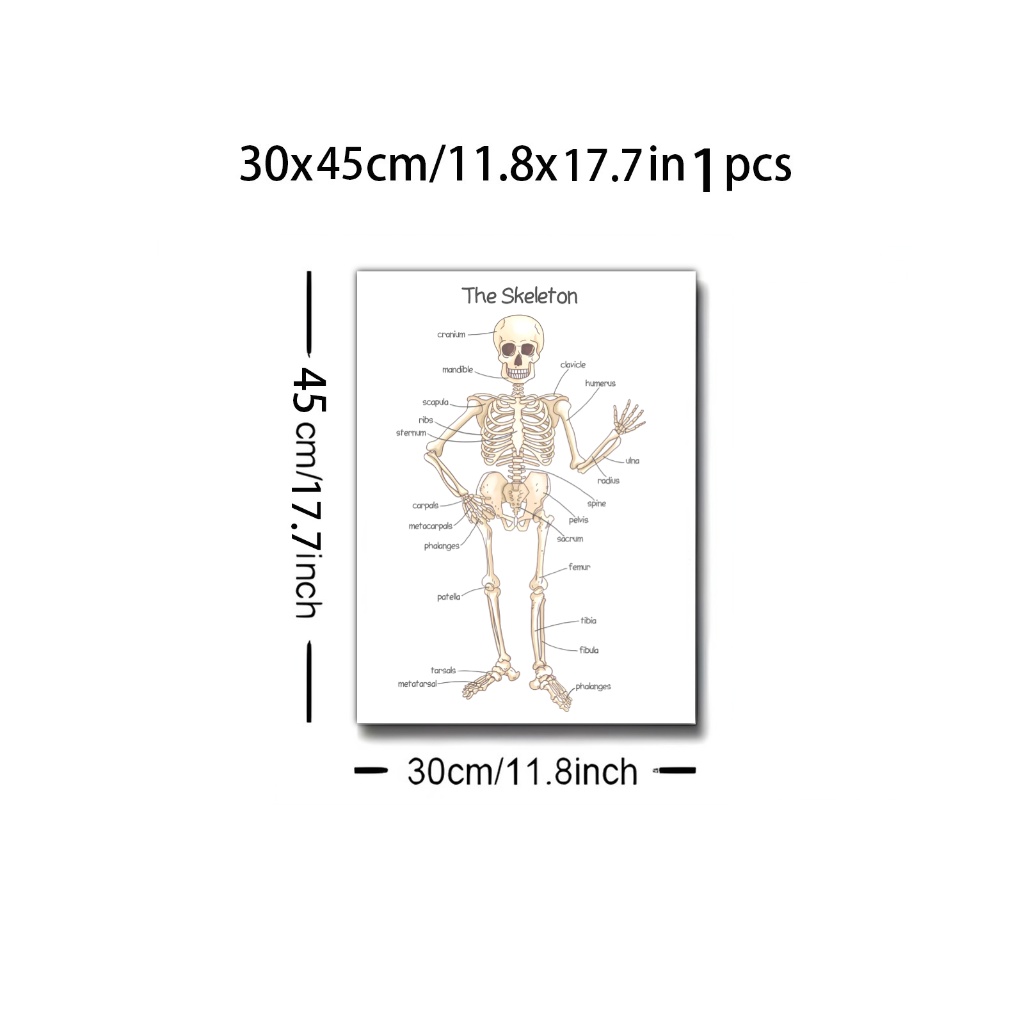 30x45cm/11.8x17.7in 1 pcs
45 cm/17.7inch
The Skeleton
cranium
mandible
clavicle
humerus
scapula
ribs
sternum
ulna
radius
carpals
spine
metacarpals
pelvis
phalanges
sacrum
femur
patella
tibia
fibula
tarsals
metatarsal
phalanges
30cm/11.8inch